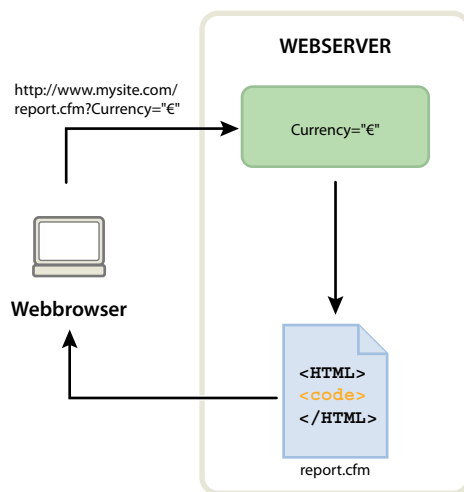 WEBSERVER
http://www.mysite.com/
report.cfm?Currency="€"
Currency="€"
Webbrowser
<HTML>
<code>
</HTML>
report.cfm